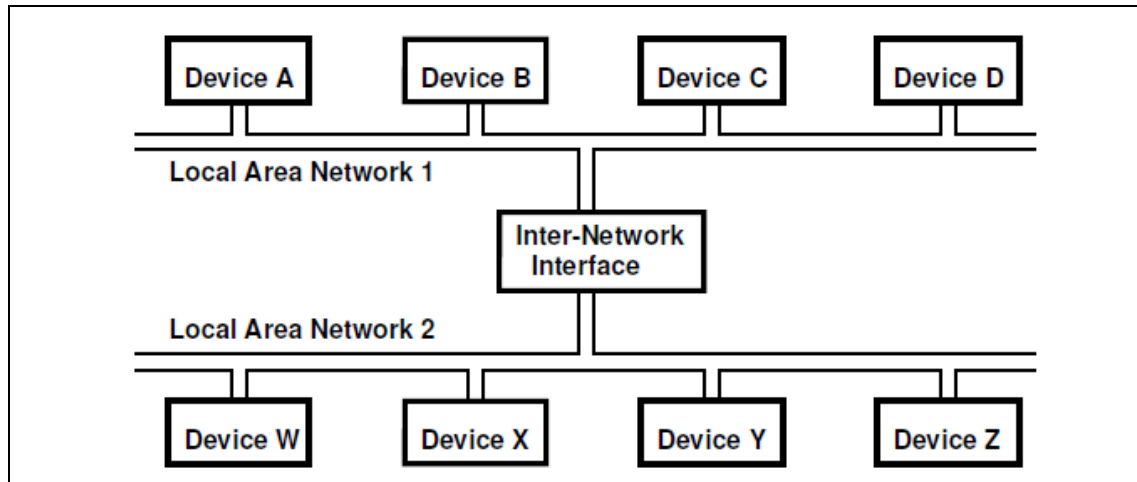 Device A
Device B
Device C
Device D
Local Area Network 1
Inter-Network
Interface
Local Area Network 2
Device W
Device X
Device Y
Device Z